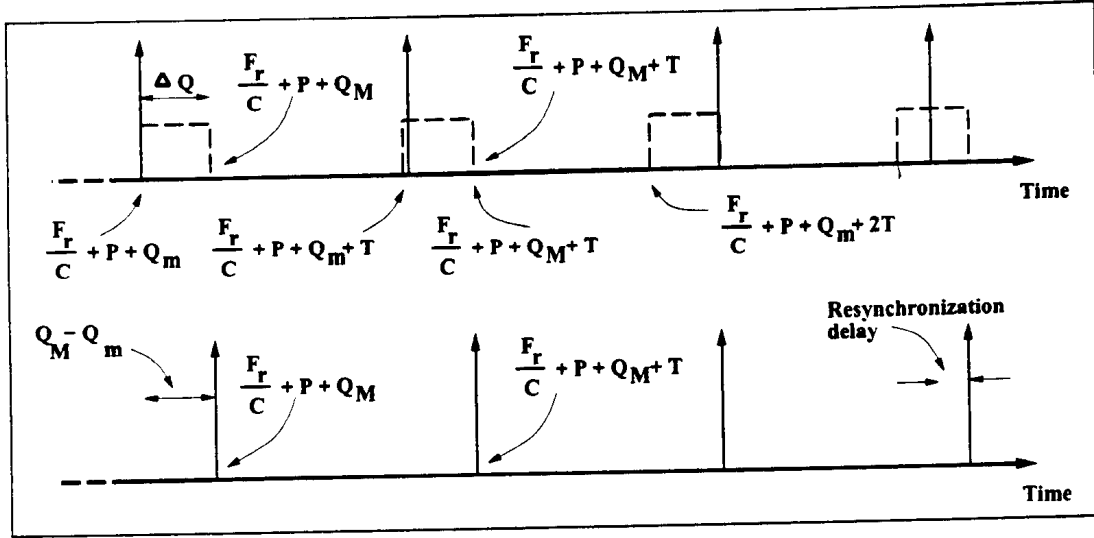 Δ Q
F_r/C + P + Q_M
F_r/C + P + Q_M + T
Time
F_r/C + P + Q_m
F_r/C + P + Q_m + T
F_r/C + P + Q_M + T
F_r/C + P + Q_m + 2T
Q_M - Q_m
F_r/C + P + Q_M
F_r/C + P + Q_M + T
Resynchronization
delay
Time